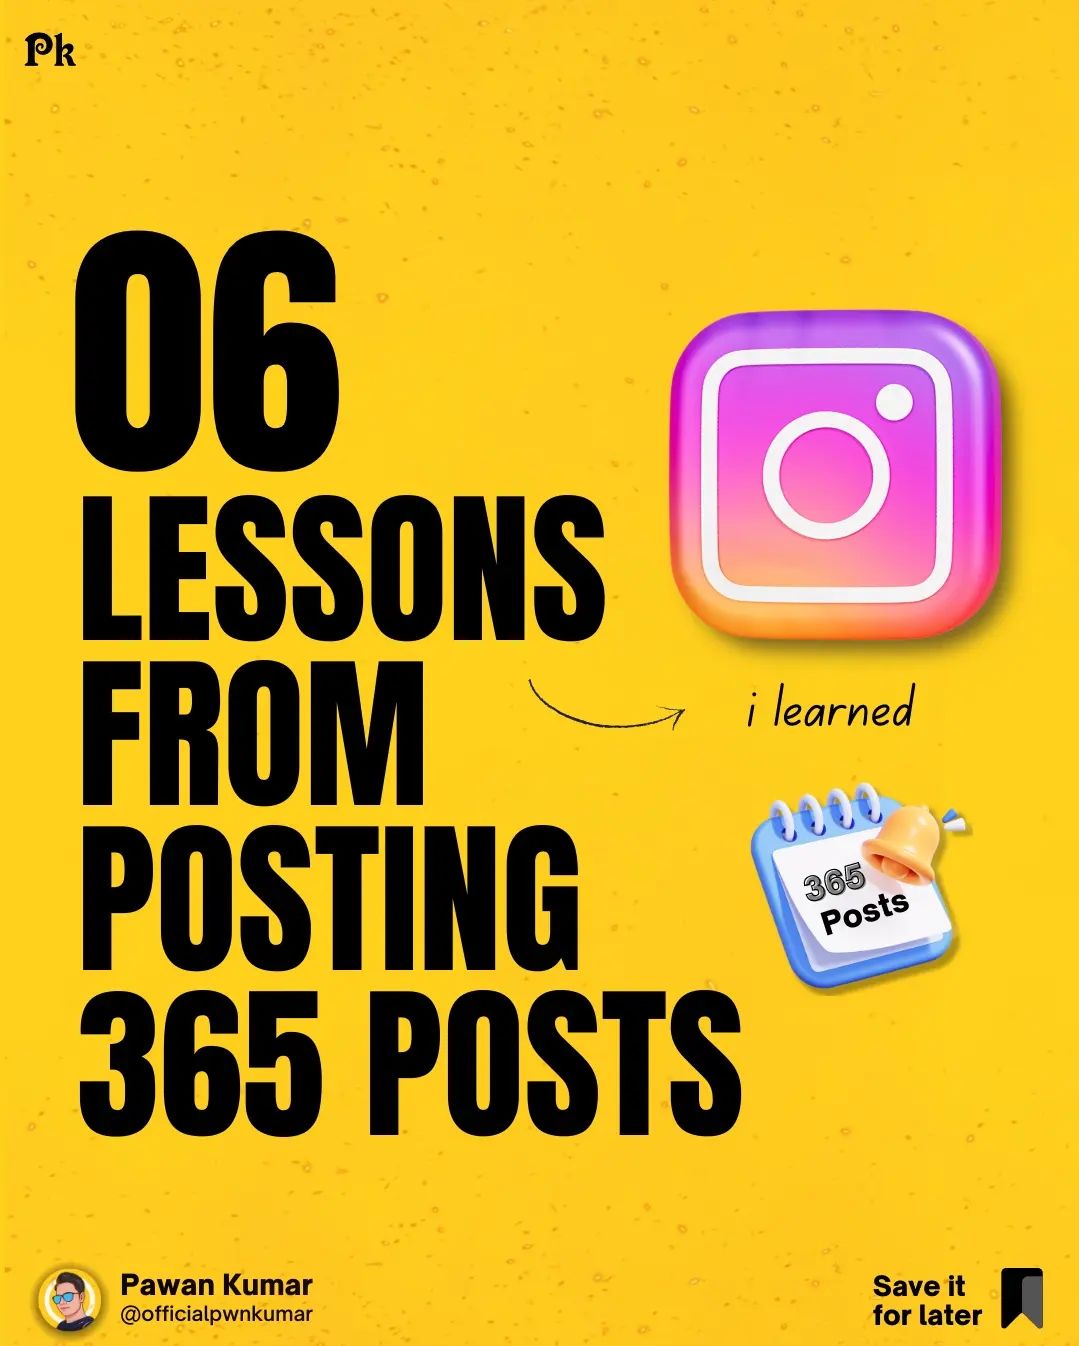 Pk
06
LESSONS
FROM
POSTING
365 POSTS
i learned
365
Posts
Pawan Kumar
@officialpwnkumar
Save it
for later